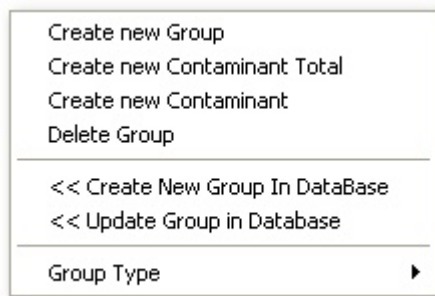 Create new Group
Create new Contaminant Total
Create new Contaminant
Delete Group
<< Create New Group In DataBase
<< Update Group in Database
Group Type